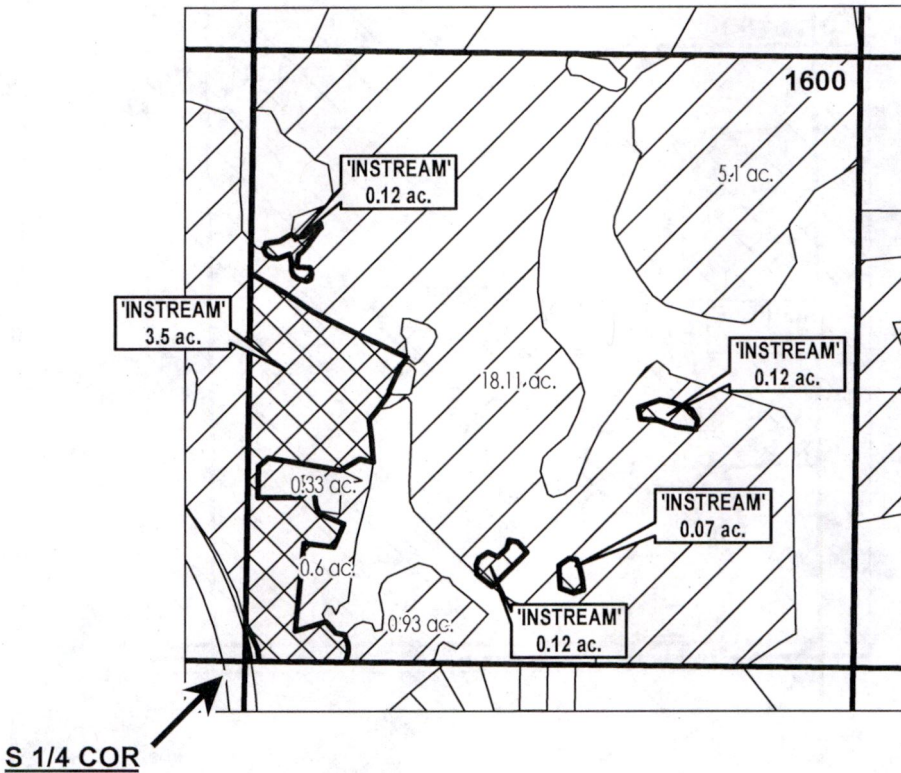 1600
5.1 ac.
'INSTREAM'
0.12 ac.
'INSTREAM'
3.5 ac.
18.11 ac.
'INSTREAM'
0.12 ac.
0.33 ac.
'INSTREAM'
0.07 ac.
0.6 ac.
0.93 ac.
'INSTREAM'
0.12 ac.
S 1/4 COR